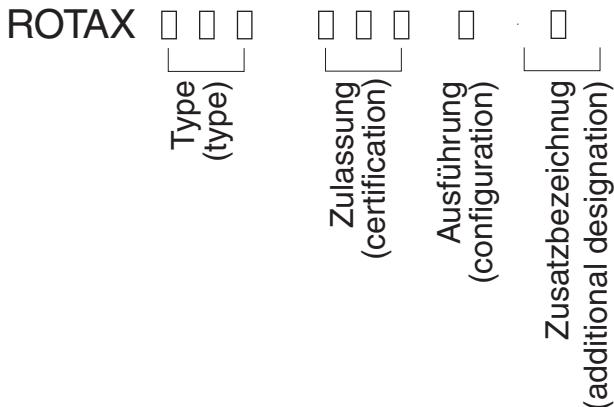 ROTAX
Type
(type)
Zulassung
(certification)
Ausführung
(configuration)
Zusatzbezeichnug
(additional designation)